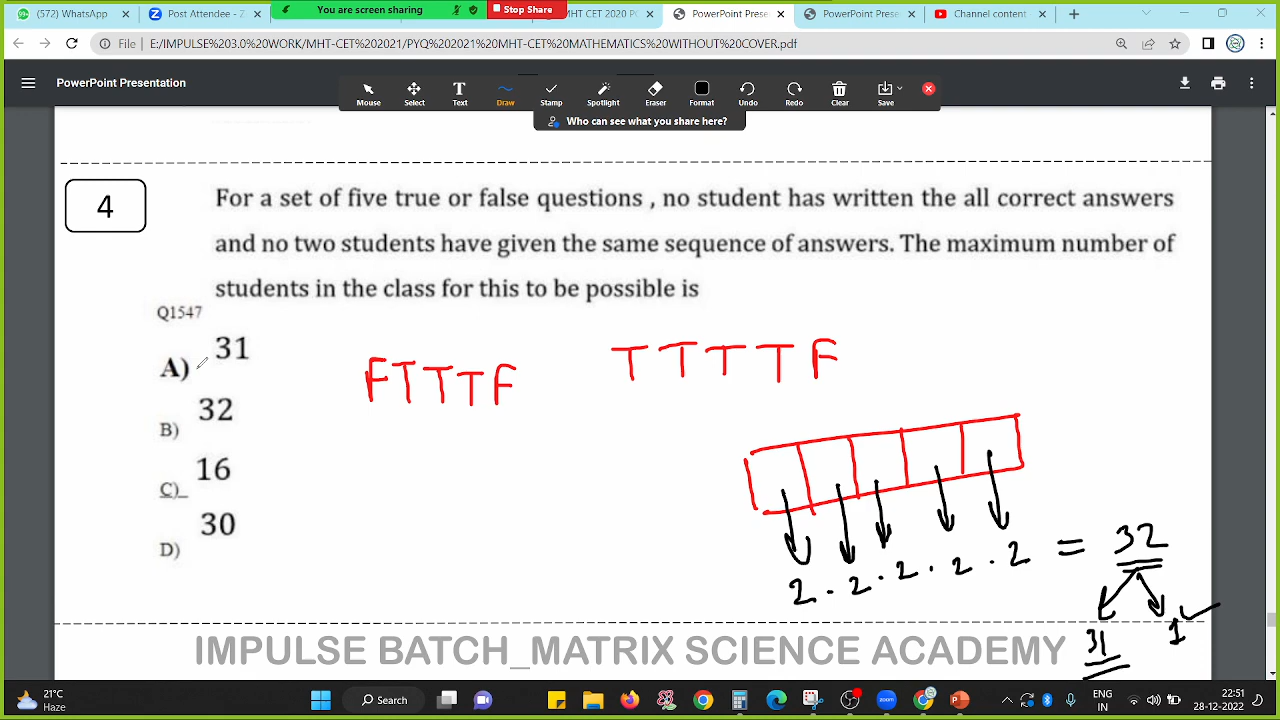 (572) WhatsApp
Post Attendee - Z
You are screen sharing
Stop Share
MHT CET 2020 P
PowerPoint Prese
PowerPoint Prese
Channel content
File
E:/IMPULSE%203.0%20WORK/MHT-CET%202021/PYQ%202021%20MHT-CET%20MATHEMATICS%20WITHOUT%20COVER.pdf
PowerPoint Presentation
Mouse
Select
Text
Draw
Stamp
Spotlight
Eraser
Format
Undo
Redo
Clear
Save
Who can see what you share here?
4
For a set of five true or false questions , no student has written the all correct answers
and no two students have given the same sequence of answers. The maximum number of
students in the class for this to be possible is
Q1547
A) 31
B) 32
C) 16
D) 30
F T T T F
T T T T F
2 . 2 . 2 . 2 . 2 = 32
31
1
IMPULSE BATCH_MATRIX SCIENCE ACADEMY
21°C
Haze
Search
zoom
ENG
IN
22:51
28-12-2022